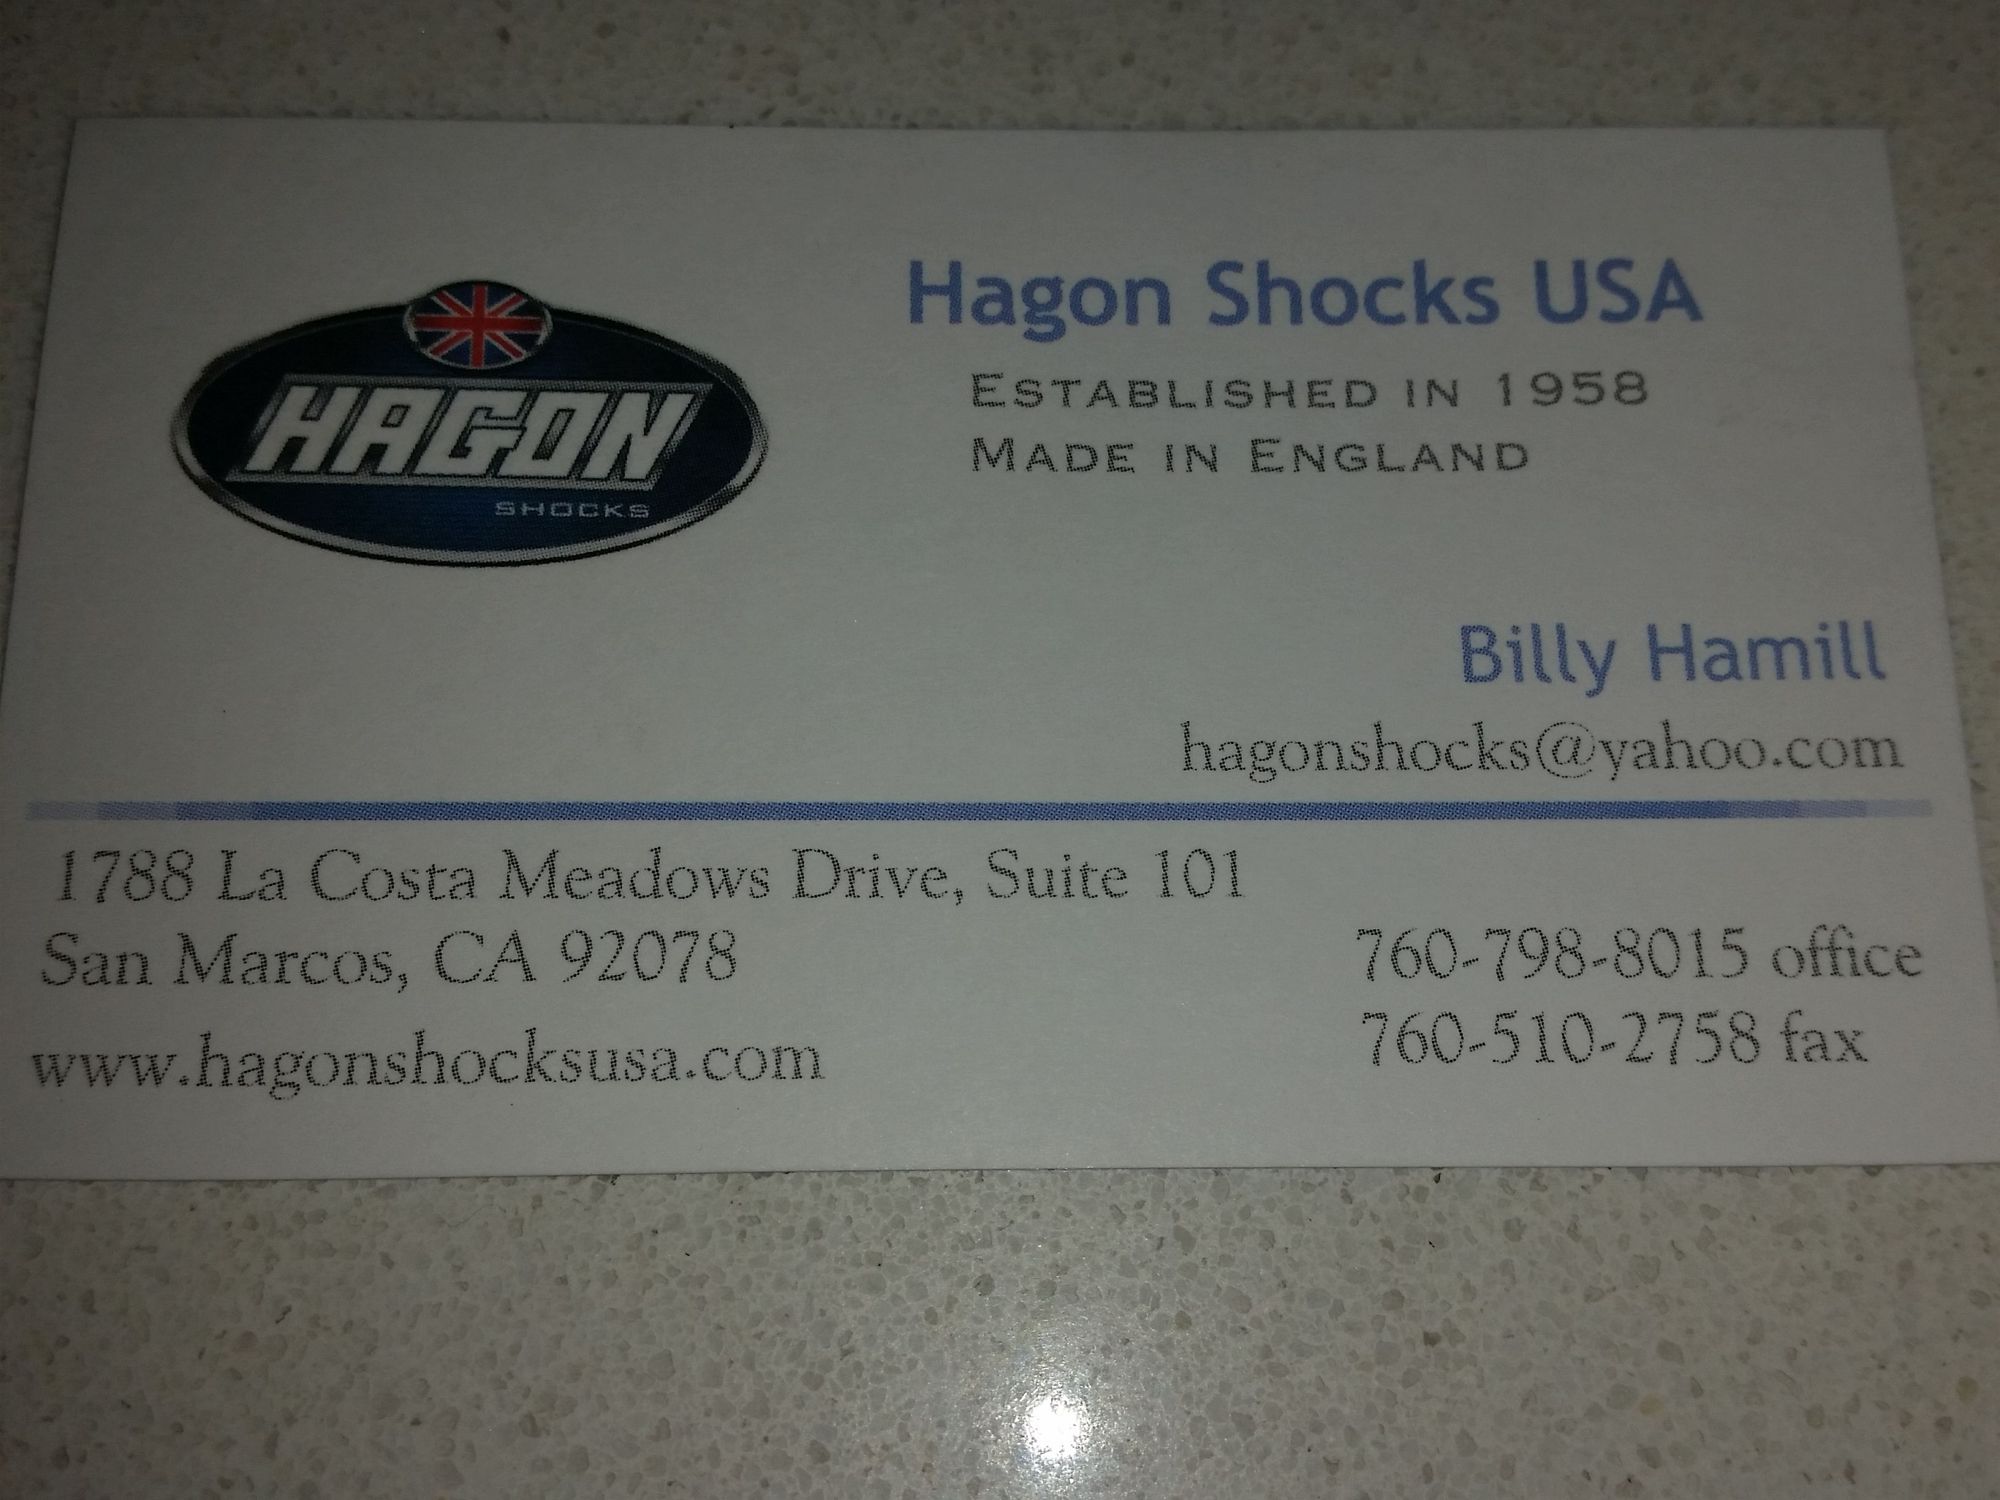 HAGON
SHOCKS
Hagon Shocks USA
ESTABLISHED IN 1958
MADE IN ENGLAND
Billy Hamill
hagonshocks@yahoo.com
1788 La Costa Meadows Drive, Suite 101
San Marcos, CA 92078
www.hagonshocksusa.com
760-798-8015 office
760-510-2758 fax